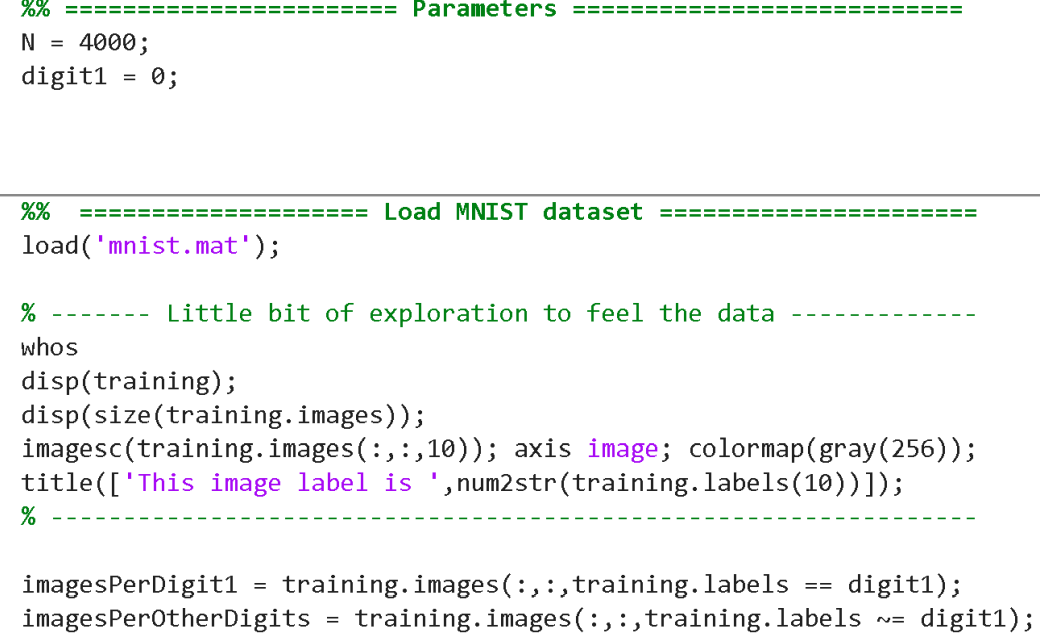 %% ======================= Parameters ===========================
N = 4000;
digit1 = 0;
%%  ==================== Load MNIST dataset ======================
load('mnist.mat');
% ------- Little bit of exploration to feel the data -------------
whos
disp(training);
disp(size(training.images));
imagesc(training.images(:,:,10)); axis image; colormap(gray(256));
title(['This image label is ',num2str(training.labels(10))]);
% ----------------------------------------------------------------
imagesPerDigit1 = training.images(:,:,training.labels == digit1);
imagesPerOtherDigits = training.images(:,:,training.labels ~= digit1);